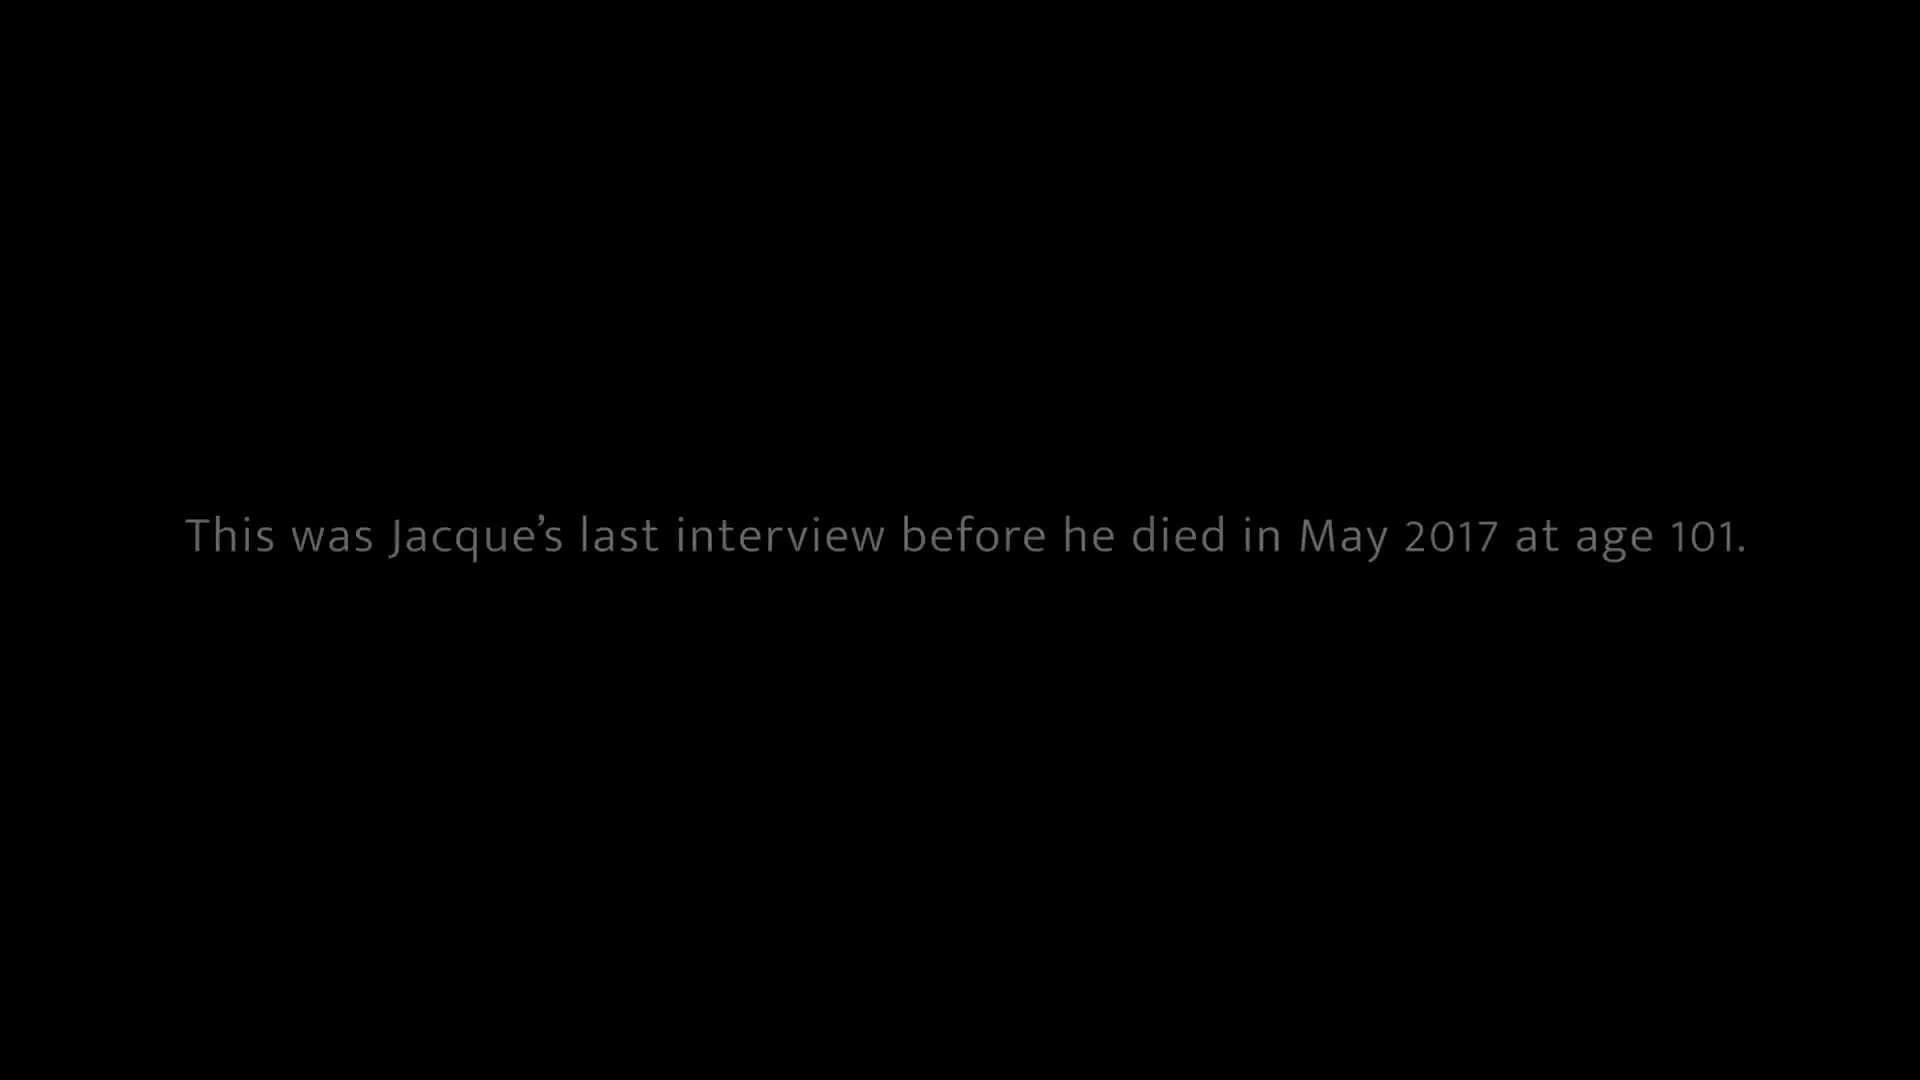 This was Jacque’s last interview before he died in May 2017 at age 101.